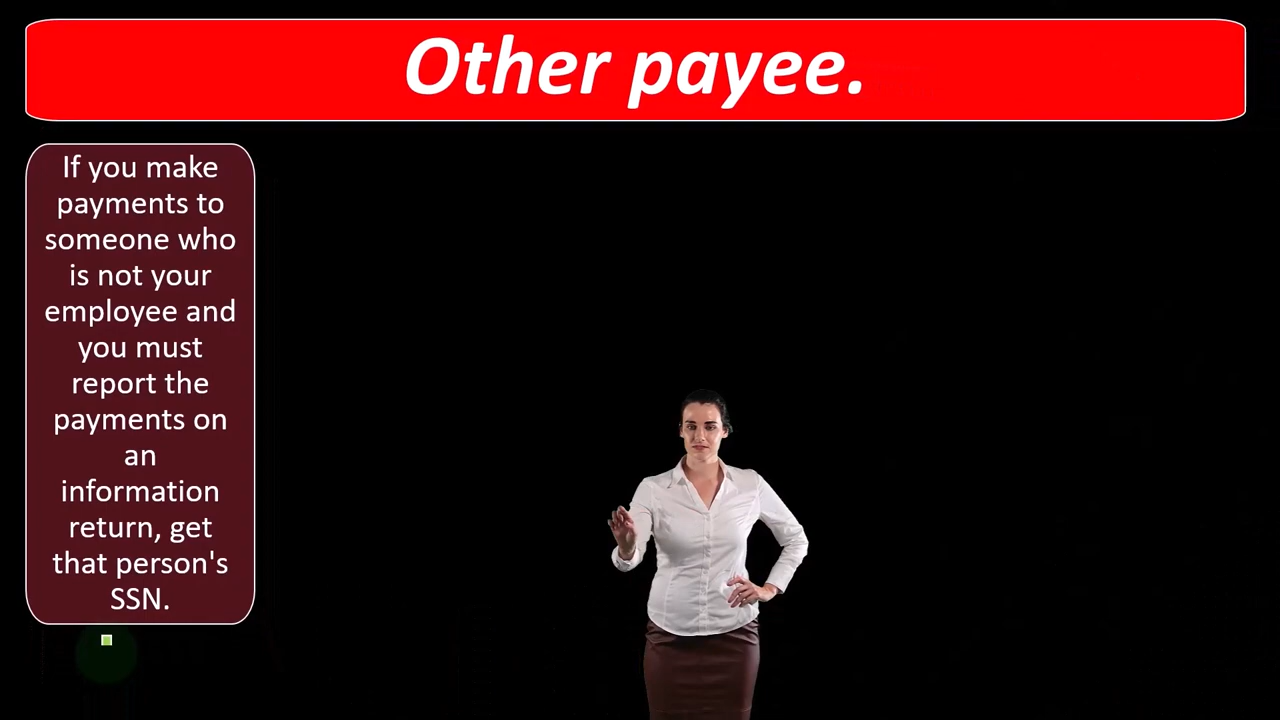 Other payee.
If you make
payments to
someone who
is not your
employee and
you must
report the
payments on
an
information
return, get
that person's
SSN.